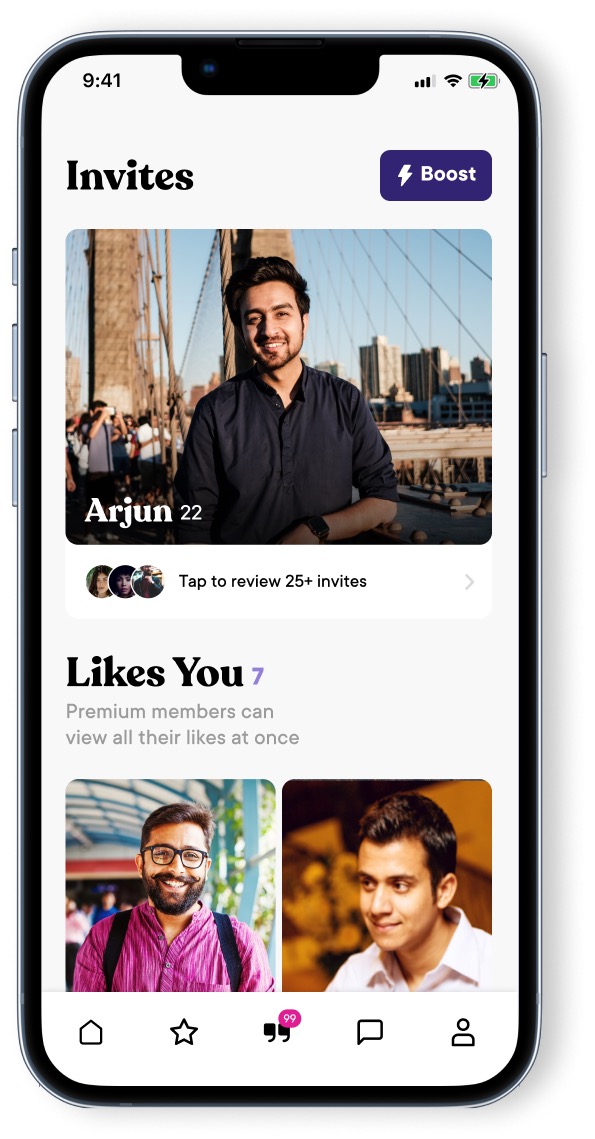 9:41
Invites
Boost
Arjun 22
Tap to review 25+ invites
Likes You 7
Premium members can
view all their likes at once
99